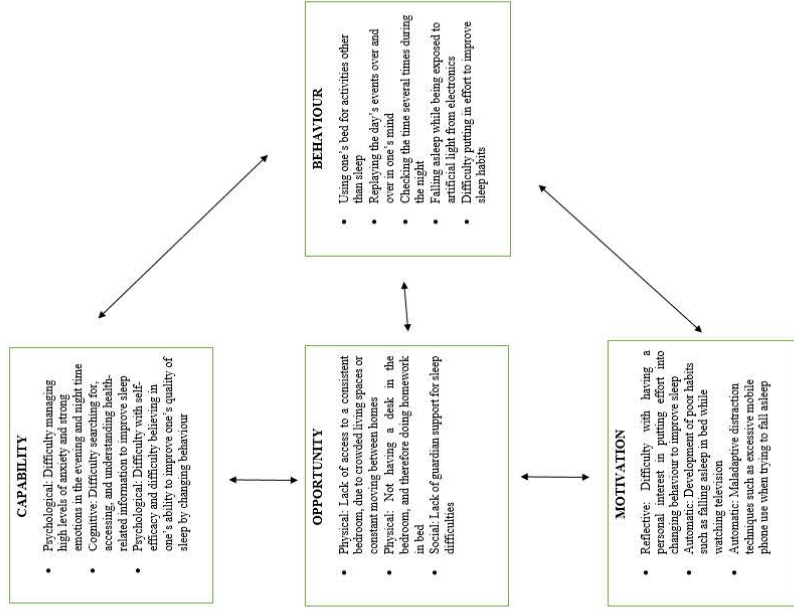 CAPABILITY
• Psychological: Difficulty managing
high levels of anxiety and strong
emotions in the evening and night time
• Cognitive: Difficulty searching for,
accessing, and understanding health-
related information to improve sleep
• Psychological: Difficulty with self-
efficacy and difficulty believing in
one's ability to improve one's quality of
sleep by changing behaviour
OPPORTUNITY
• Physical: Lack of access to a consistent
bedroom, due to crowded living spaces or
constant moving between homes
• Physical: Not having a desk in the
bedroom, and therefore doing homework
in bed
• Social: Lack of guardian support for sleep
difficulties
MOTIVATION
• Reflective: Difficulty with having a
personal interest in putting effort into
changing behaviour to improve sleep
• Automatic: Development of poor habits
such as falling asleep in bed while
watching television
• Automatic: Maladaptive distraction
techniques such as excessive mobile
phone use when trying to fall asleep
BEHAVIOUR
• Using one's bed for activities other
than sleep
• Replaying the day's events over and
over in one's mind
• Checking the time several times during
the night
• Falling asleep while being exposed to
artificial light from electronics
• Difficulty putting in effort to improve
sleep habits